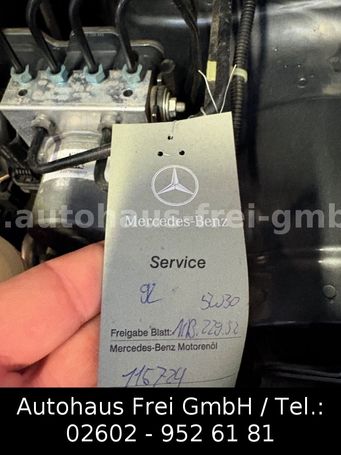 Mercedes-Benz
.autohaus-frei-gmb
Service
9L 5W30
Freigabe Blatt: MB. 229.52
Mercedes-Benz Motorenöl
116724
Autohaus Frei GmbH / Tel.:
02602 - 952 61 81